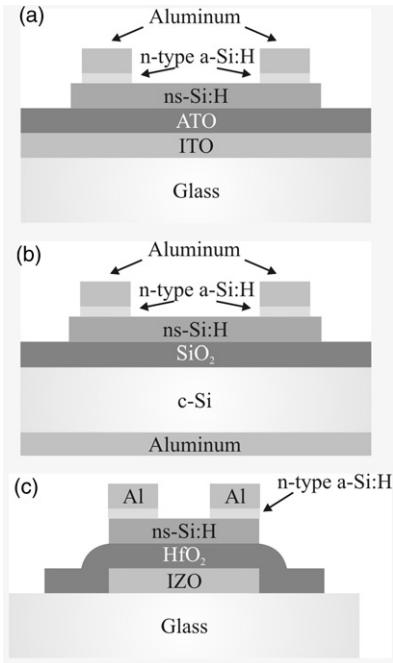 (a)
Aluminum
n-type a-Si:H
ns-Si:H
ATO
ITO
Glass
(b)
Aluminum
n-type a-Si:H
ns-Si:H
SiO₂
c-Si
Aluminum
(c)
n-type a-Si:H
Al Al
ns-Si:H
HfO₂
IZO
Glass